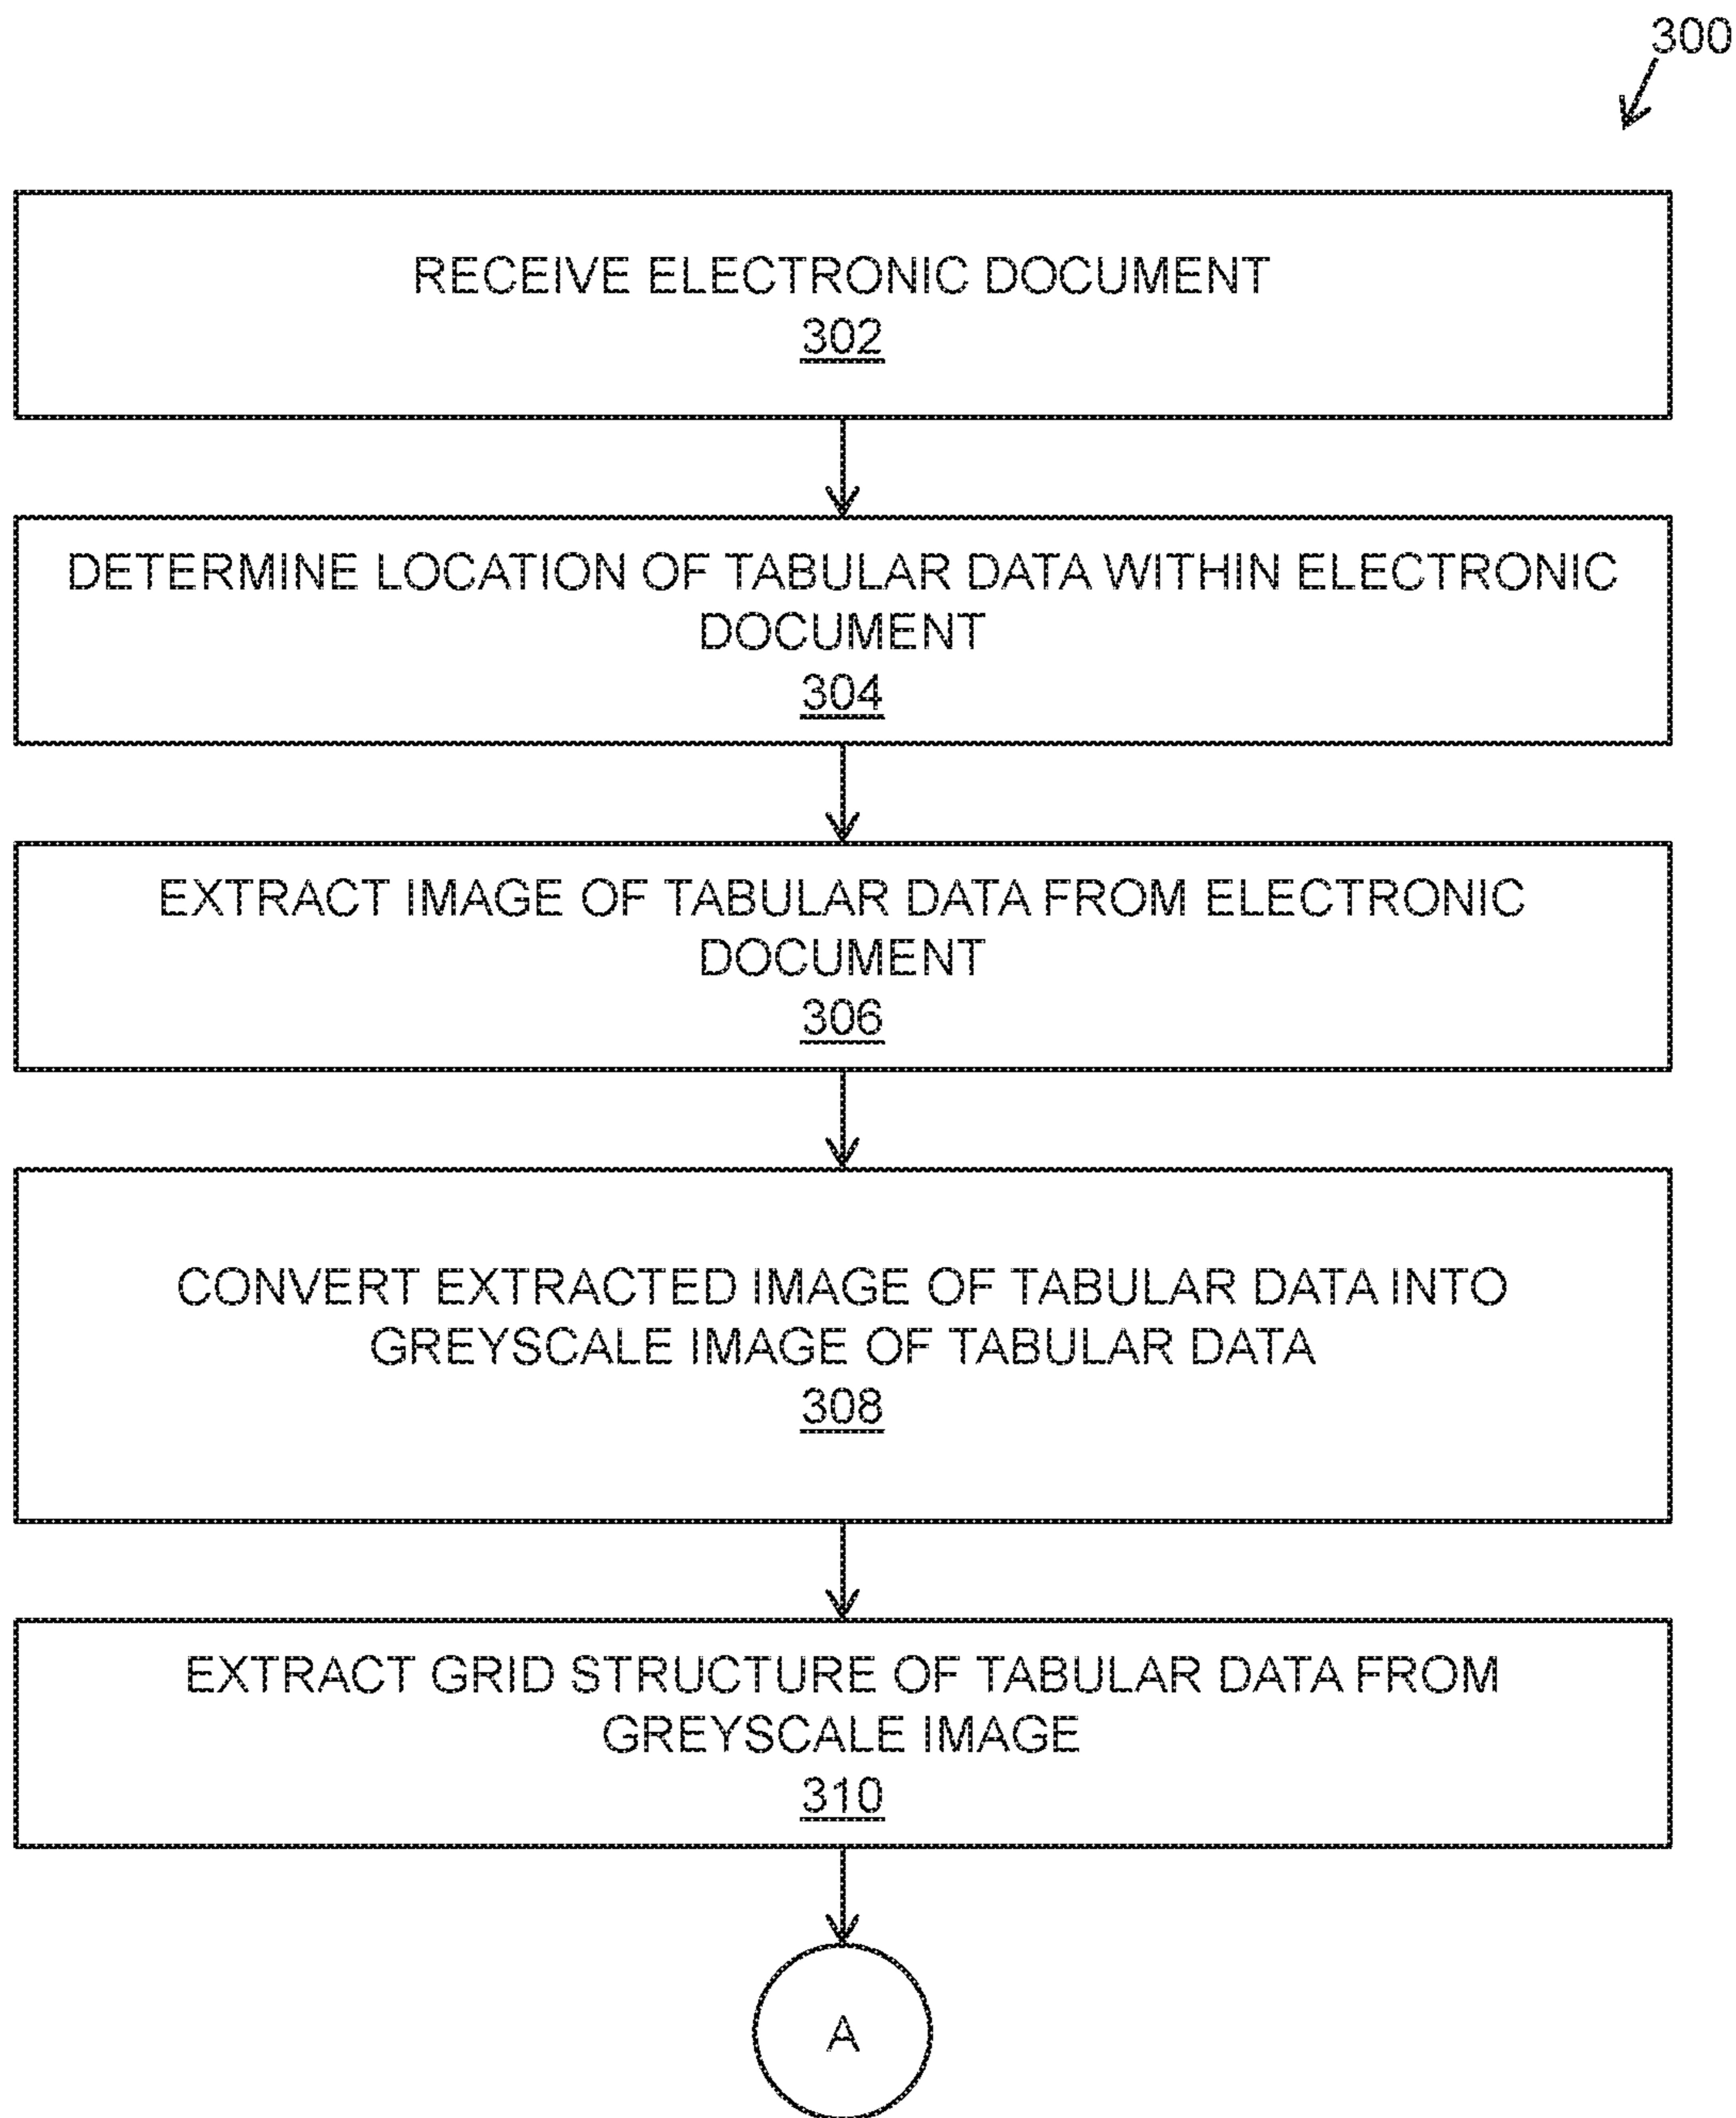 300
RECEIVE ELECTRONIC DOCUMENT
302
DETERMINE LOCATION OF TABULAR DATA WITHIN ELECTRONIC
DOCUMENT
304
EXTRACT IMAGE OF TABULAR DATA FROM ELECTRONIC
DOCUMENT
306
CONVERT EXTRACTED IMAGE OF TABULAR DATA INTO
GREYSCALE IMAGE OF TABULAR DATA
308
EXTRACT GRID STRUCTURE OF TABULAR DATA FROM
GREYSCALE IMAGE
310
A